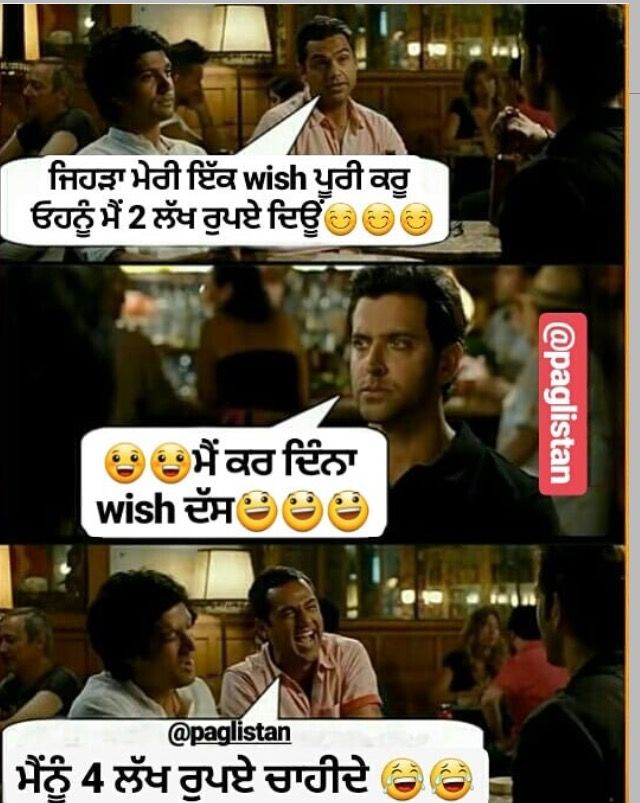 ਜਿਹੜਾ ਮੇਰੀ ਇੱਕ wish ਪੂਰੀ ਕਰੂ
ਓਹਨੂੰ ਮੈਂ 2 ਲੱਖ ਰੁਪਏ ਦਿਊਂ😊😊😊
@paglistan
😃😃ਮੈਂ ਕਰ ਦਿੰਨਾ
wish ਦੱਸ😃😃😃
@paglistan
ਮੈਂਨੂੰ 4 ਲੱਖ ਰੁਪਏ ਚਾਹੀਦੇ 😂😂